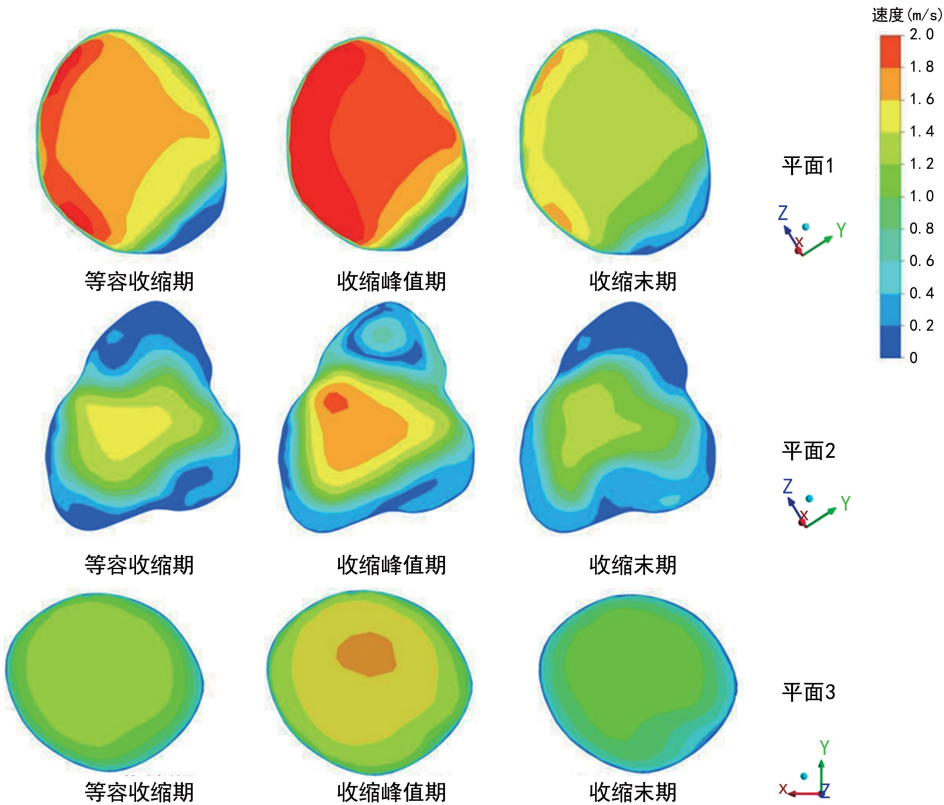 速度(m/s)
2.0
1.8
1.6
1.4
1.2
1.0
0.8
0.6
0.4
0.2
0
平面1
Z
Y
X
等容收缩期 收缩峰值期 收缩末期
平面2
Z
Y
X
等容收缩期 收缩峰值期 收缩末期
平面3
Y
X Z
等容收缩期 收缩峰值期 收缩末期